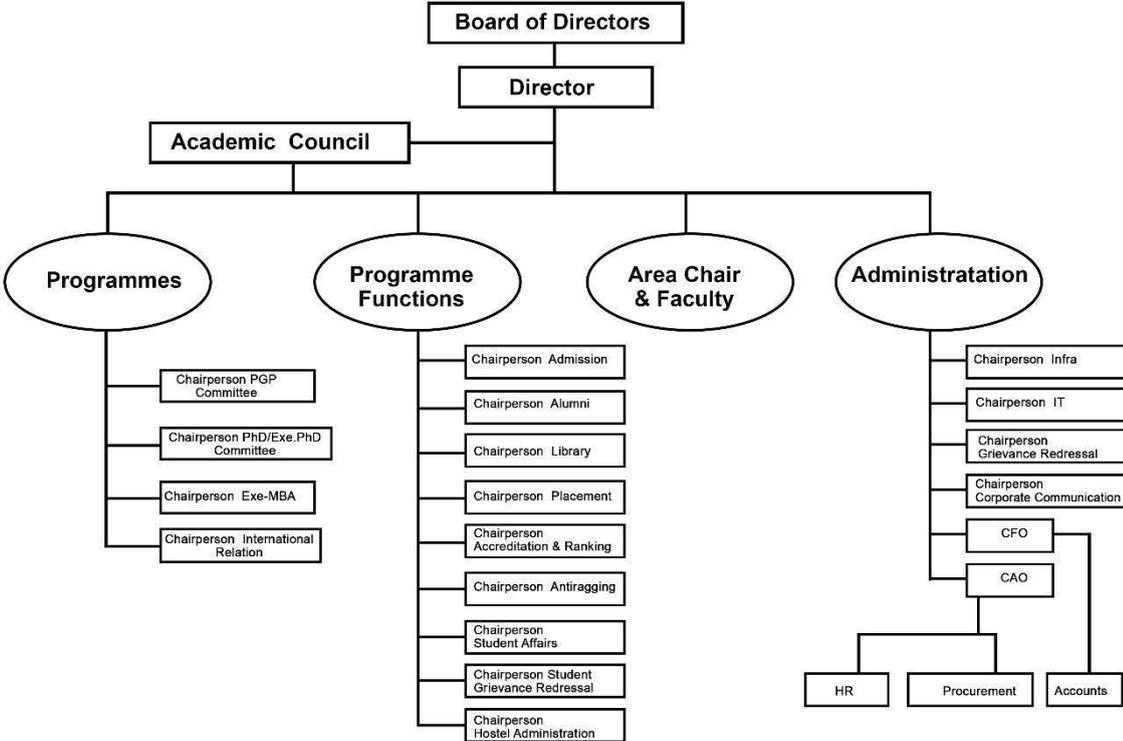 Board of Directors
Director
Academic Council
Programmes
Programme
Functions
Area Chair
& Faculty
Administratation
Chairperson PGP
Committee
Chairperson PhD/Exe.PhD
Committee
Chairperson Exe-MBA
Chairperson International
Relation
Chairperson Admission
Chairperson Alumni
Chairperson Library
Chairperson Placement
Chairperson
Accreditation & Ranking
Chairperson Antiragging
Chairperson
Student Affairs
Chairperson Student
Grievance Redressal
Chairperson
Hostel Administration
Chairperson Infra
Chairperson IT
Chairperson
Grievance Redressal
Chairperson
Corporate Communication
CFO
CAO
HR
Procurement
Accounts